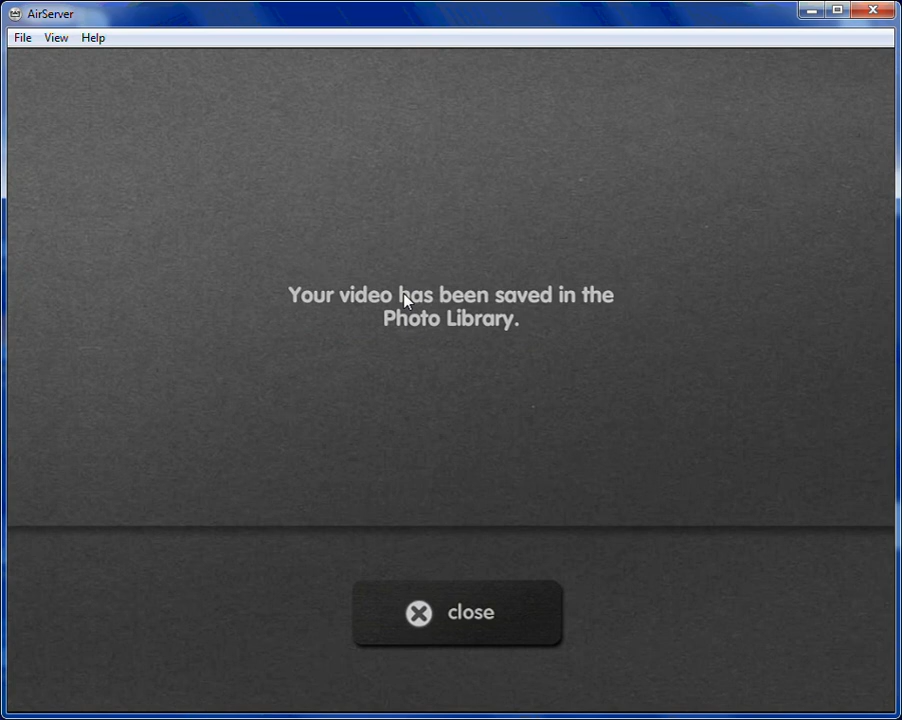 AirServer
File View Help
Your video has been saved in the
Photo Library.
close